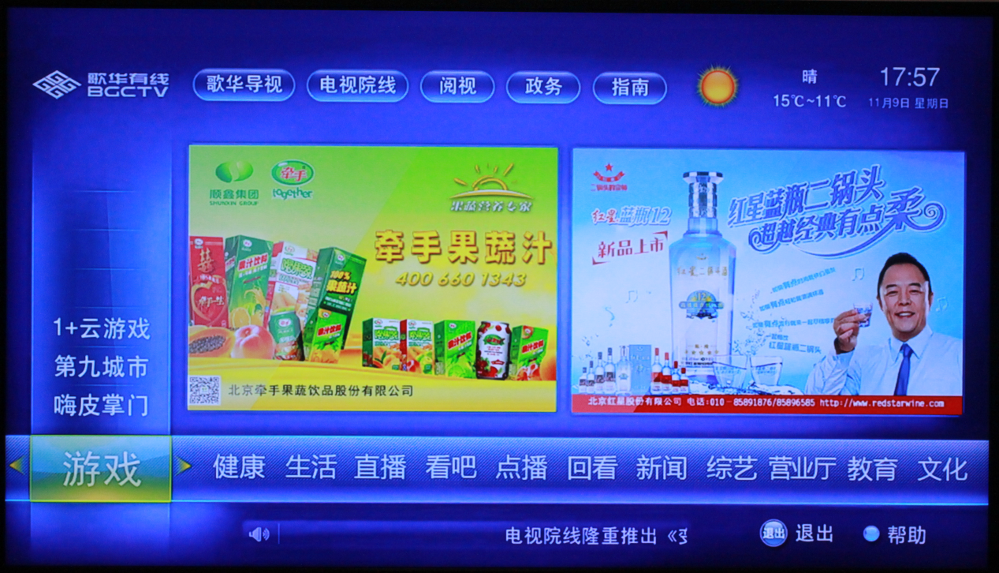 歌华有线
BGCTV
歌华导视
电视院线
阅视
政务
指南
晴
15℃~11℃
17:57
11月9日 星期日
顺鑫集团
SHUNXIN GROUP
牵手
together
果蔬营养专家
牵手果蔬汁
400 660 1343
北京牵手果蔬饮品股份有限公司
红星蓝瓶12
新品上市
红星蓝瓶二锅头
超越经典有点柔
红星蓝瓶二锅头
北京红星股份有限公司 电话:010-85891876/85896585 http://www.redstarwine.com
1+云游戏
第九城市
嗨皮掌门
游戏
健康
生活
直播
看吧
点播
回看
新闻
综艺
营业厅
教育
文化
电视院线隆重推出《
退出
退出
帮助